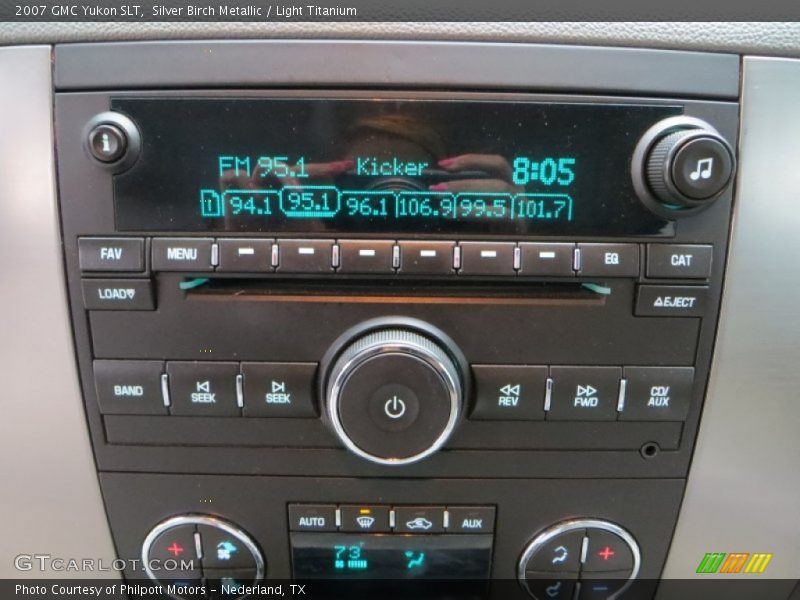 2007 GMC Yukon SLT,  Silver Birch Metallic / Light Titanium
i
FM 95.1 Kicker 8:05
1 94.1 95.1 96.1 106.9 99.5 101.7
FAV MENU EQ CAT
LOAD▼ ▲EJECT
BAND SEEK SEEK REV FWD CD/AUX
AUTO AUX
73°
GTCARLOT.COM
Photo Courtesy of Philpott Motors - Nederland, TX